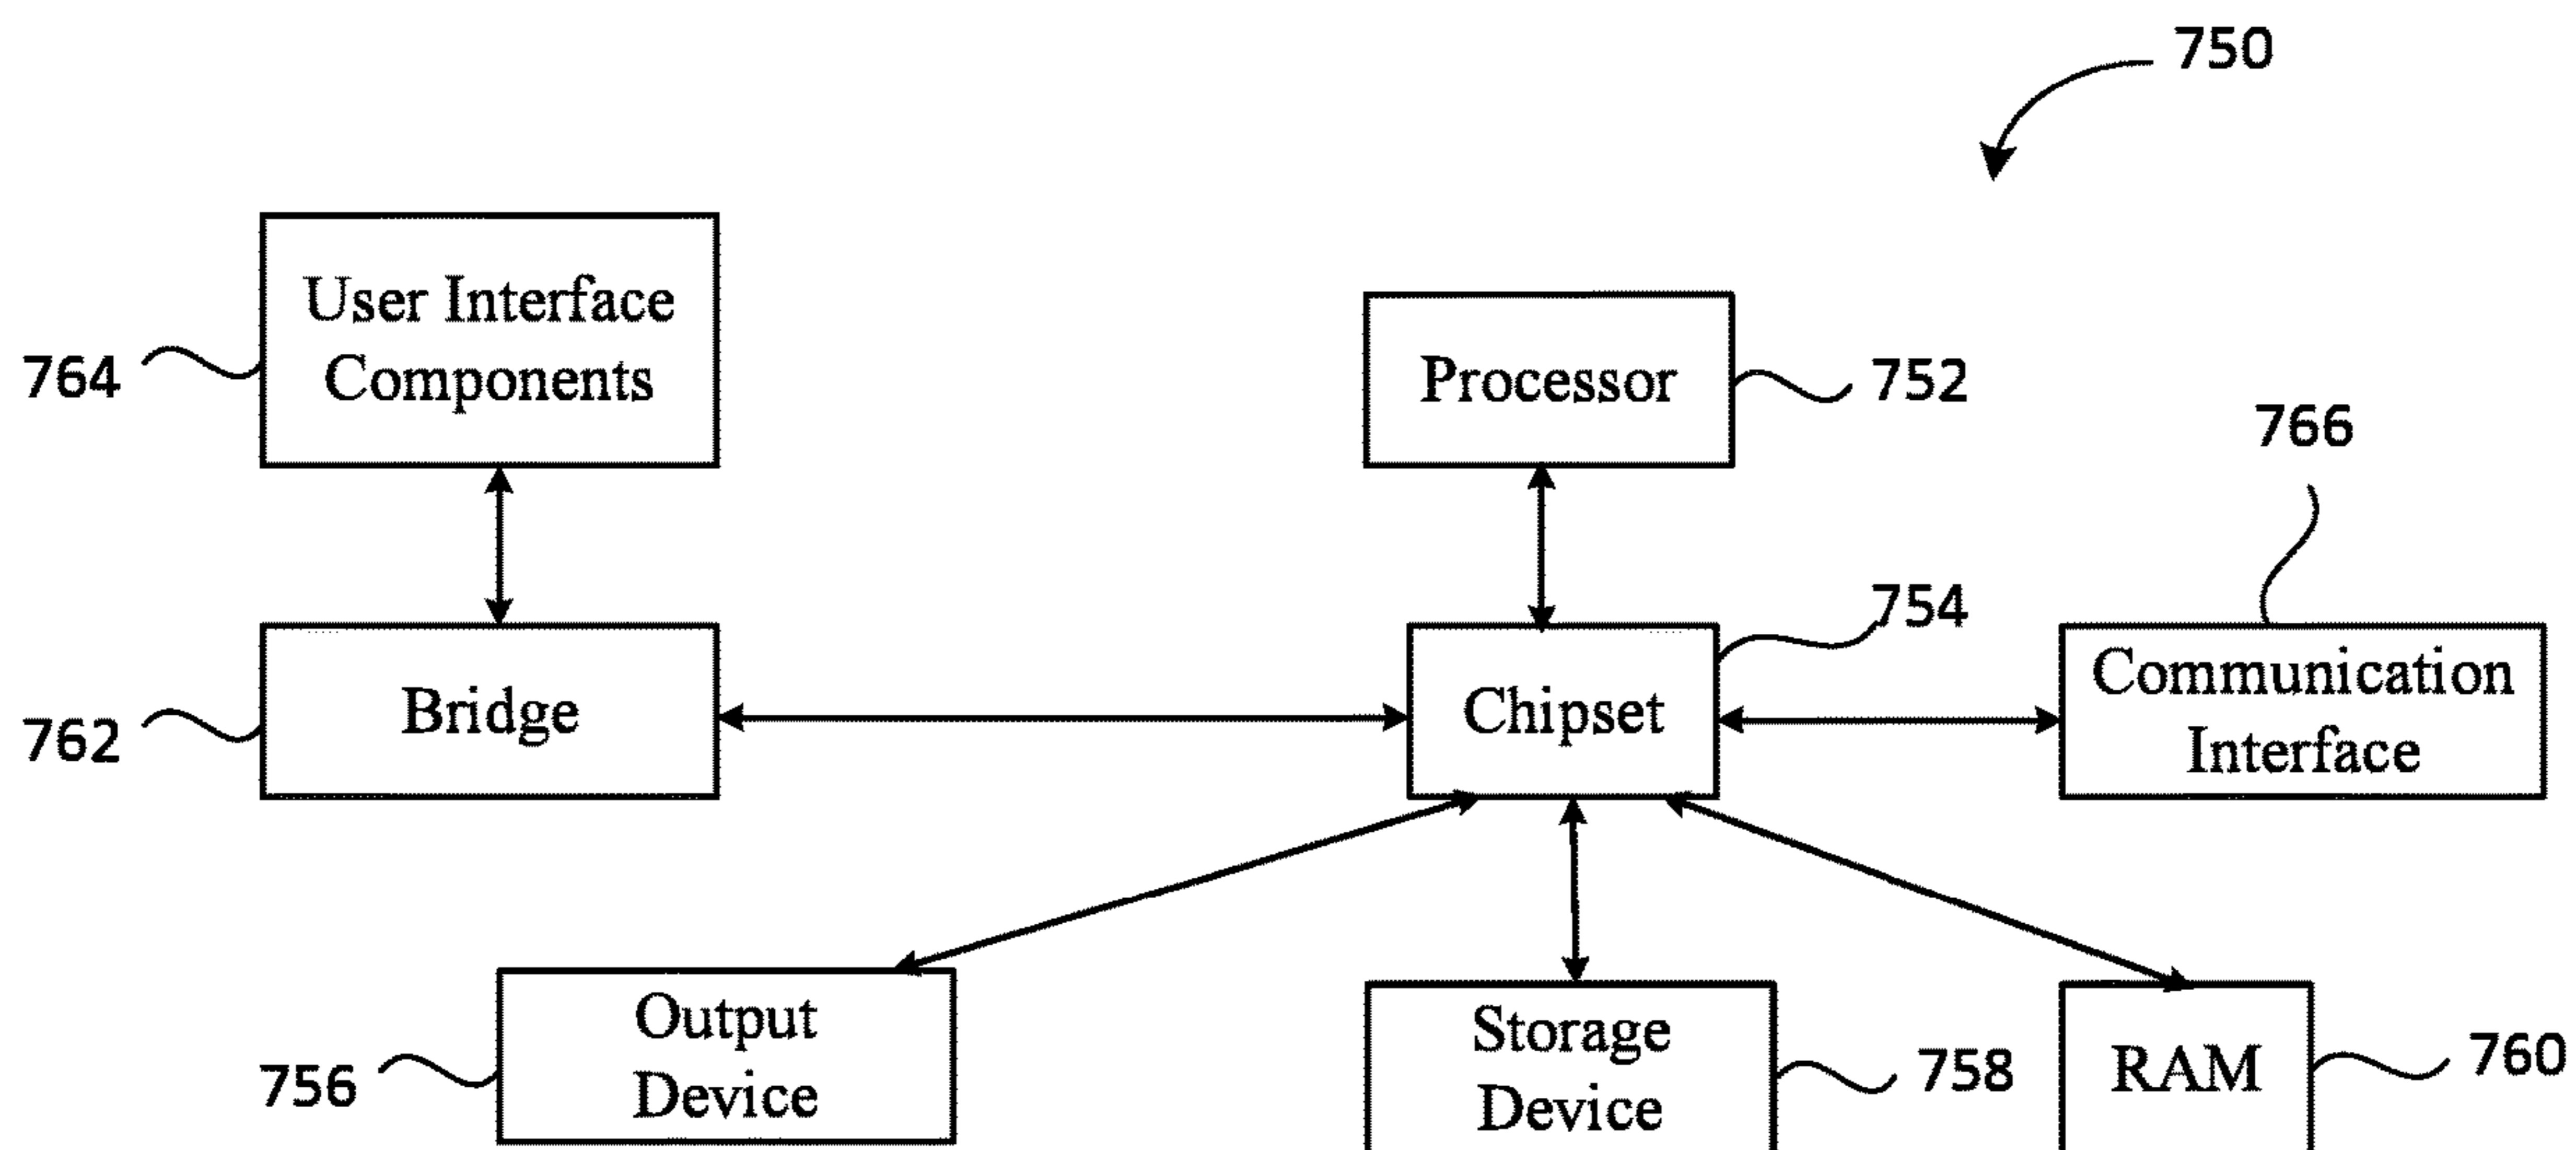 750
User Interface
Components
764
Processor
752
766
754
Bridge
762
Chipset
Communication
Interface
Output
Device
756
Storage
Device
758
RAM
760